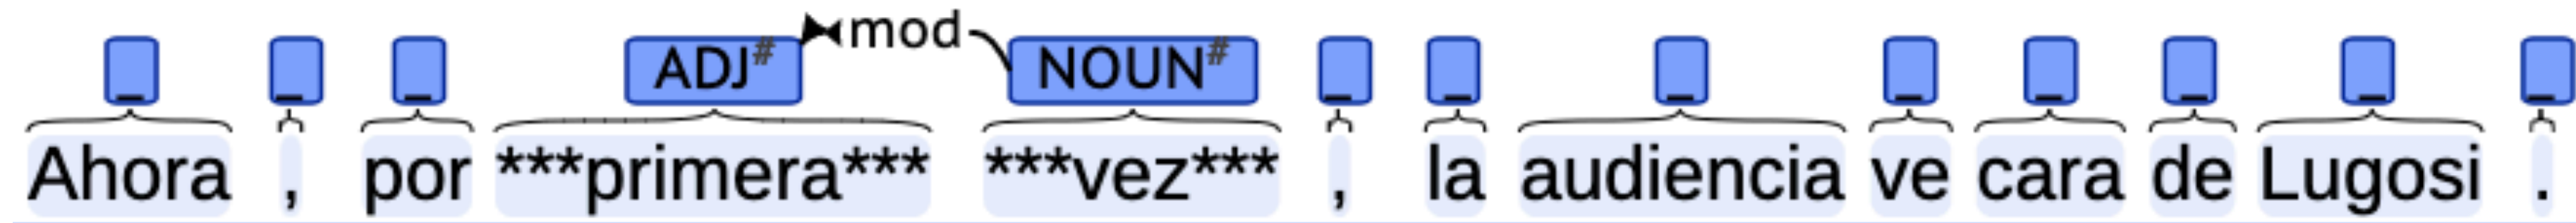 mod
_ _ _ ADJ# NOUN# _ _ _ _ _ _ _ _
Ahora , por ***primera*** ***vez*** , la audiencia ve cara de Lugosi .